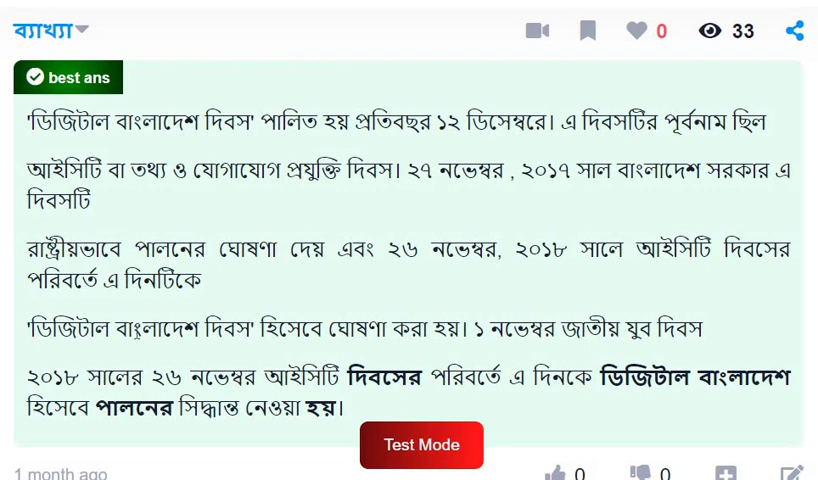 ব্যাখ্যা
0
33
best ans
'ডিজিটাল বাংলাদেশ দিবস' পালিত হয় প্রতিবছর ১২ ডিসেম্বরে। এ দিবসটির পূর্বনাম ছিল
আইসিটি বা তথ্য ও যোগাযোগ প্রযুক্তি দিবস। ২৭ নভেম্বর , ২০১৭ সাল বাংলাদেশ সরকার এ
দিবসটি
রাষ্ট্রীয়ভাবে পালনের ঘোষণা দেয় এবং ২৬ নভেম্বর, ২০১৮ সালে আইসিটি দিবসের
পরিবর্তে এ দিনটিকে
'ডিজিটাল বাংলাদেশ দিবস' হিসেবে ঘোষণা করা হয়। ১ নভেম্বর জাতীয় যুব দিবস
২০১৮ সালের ২৬ নভেম্বর আইসিটি দিবসের পরিবর্তে এ দিনকে ডিজিটাল বাংলাদেশ
হিসেবে পালনের সিদ্ধান্ত নেওয়া হয়।
Test Mode
1 month ago
0
0